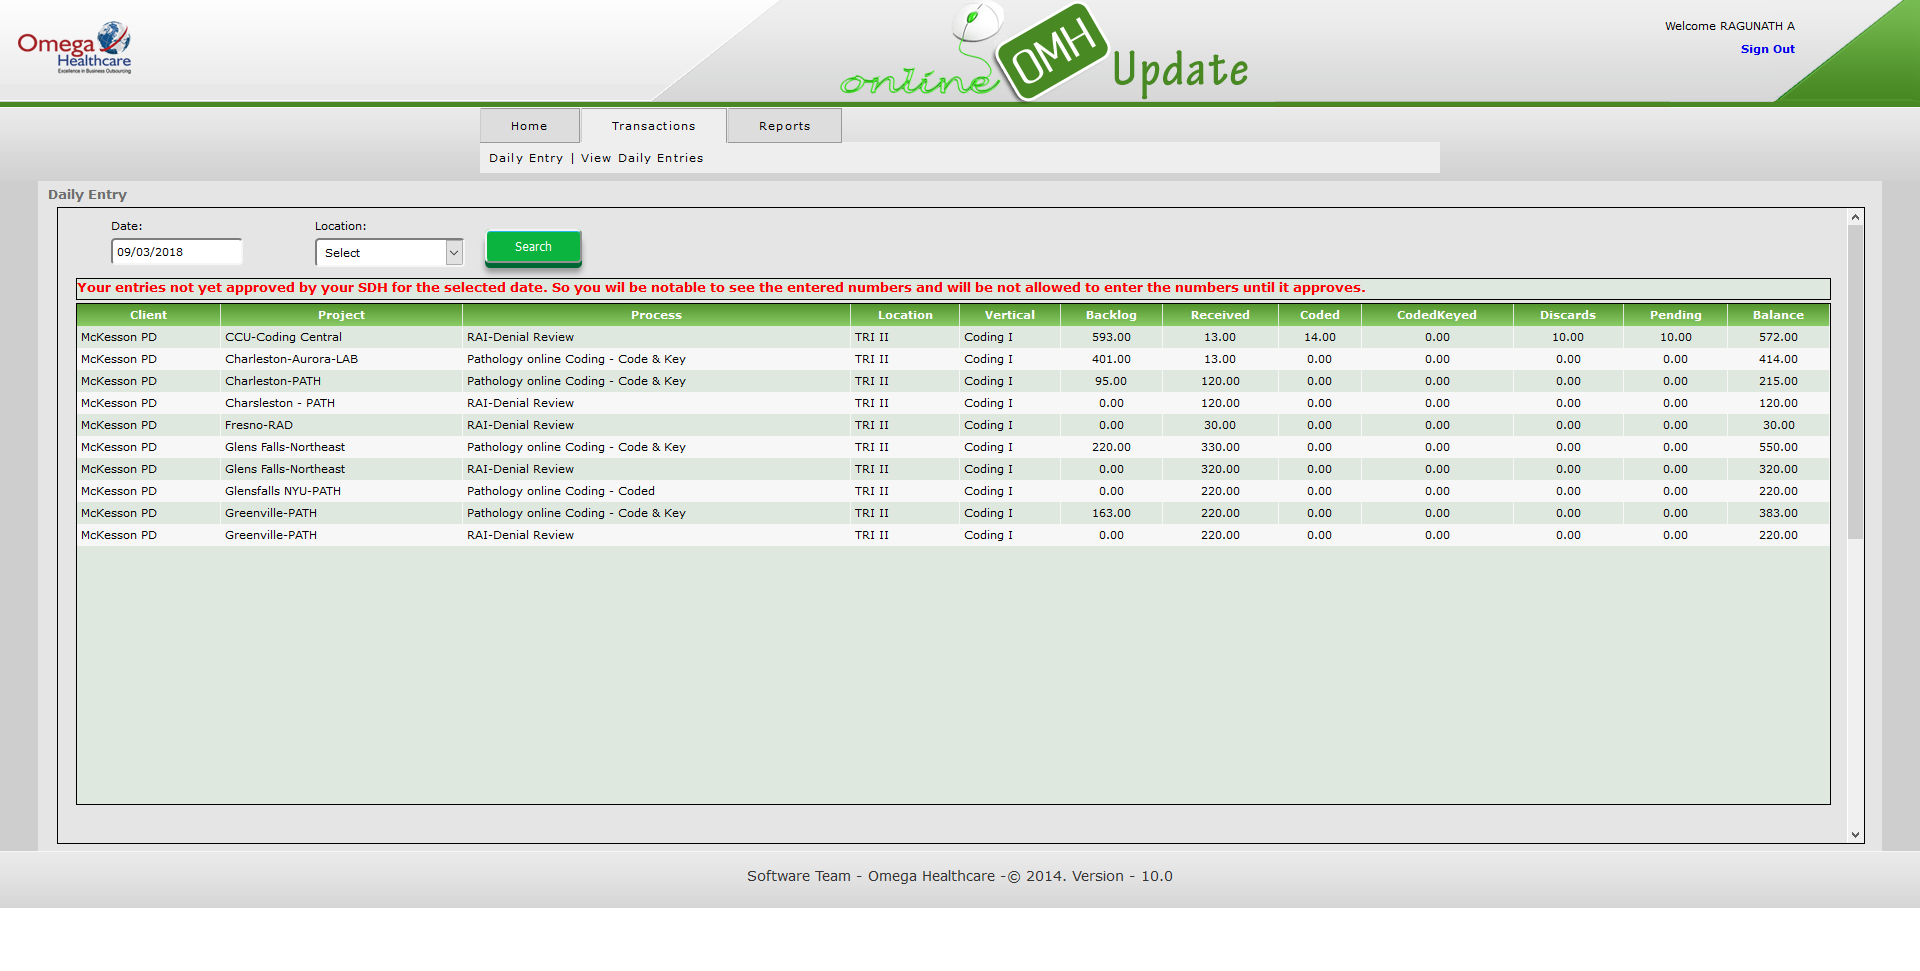 Omega
Healthcare
Excellence in Business Outsourcing
online OMH Update
Welcome RAGUNATH A
Sign Out
Home Transactions Reports
Daily Entry | View Daily Entries
Daily Entry
Date: Location:
09/03/2018 Select Search
Your entries not yet approved by your SDH for the selected date. So you wil be notable to see the entered numbers and will be not allowed to enter the numbers until it approves.
Client Project Process Location Vertical Backlog Received Coded CodedKeyed Discards Pending Balance
McKesson PD CCU-Coding Central RAI-Denial Review TRI II Coding I 593.00 13.00 14.00 0.00 10.00 10.00 572.00
McKesson PD Charleston-Aurora-LAB Pathology online Coding - Code & Key TRI II Coding I 401.00 13.00 0.00 0.00 0.00 0.00 414.00
McKesson PD Charleston-PATH Pathology online Coding - Code & Key TRI II Coding I 95.00 120.00 0.00 0.00 0.00 0.00 215.00
McKesson PD Charsleston - PATH RAI-Denial Review TRI II Coding I 0.00 120.00 0.00 0.00 0.00 0.00 120.00
McKesson PD Fresno-RAD RAI-Denial Review TRI II Coding I 0.00 30.00 0.00 0.00 0.00 0.00 30.00
McKesson PD Glens Falls-Northeast Pathology online Coding - Code & Key TRI II Coding I 220.00 330.00 0.00 0.00 0.00 0.00 550.00
McKesson PD Glens Falls-Northeast RAI-Denial Review TRI II Coding I 0.00 320.00 0.00 0.00 0.00 0.00 320.00
McKesson PD Glensfalls NYU-PATH Pathology online Coding - Coded TRI II Coding I 0.00 220.00 0.00 0.00 0.00 0.00 220.00
McKesson PD Greenville-PATH Pathology online Coding - Code & Key TRI II Coding I 163.00 220.00 0.00 0.00 0.00 0.00 383.00
McKesson PD Greenville-PATH RAI-Denial Review TRI II Coding I 0.00 220.00 0.00 0.00 0.00 0.00 220.00
Software Team - Omega Healthcare -© 2014. Version - 10.0